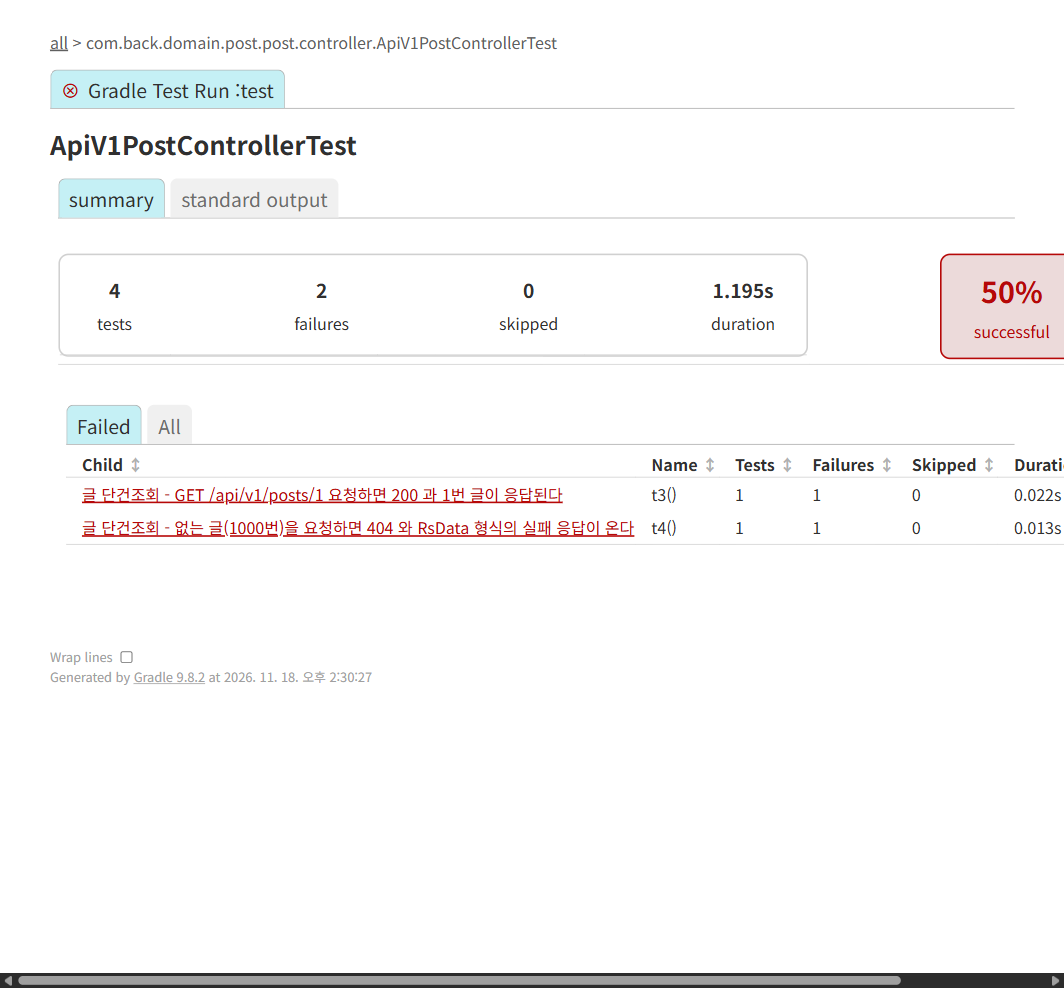 all > com.back.domain.post.post.controller.ApiV1PostControllerTest
Gradle Test Run :test
ApiV1PostControllerTest
summary standard output
4 2 0 1.195s 50%
tests failures skipped duration successful
Failed All
Child Name Tests Failures Skipped Durati
글 단건조회 - GET /api/v1/posts/1 요청하면 200 과 1번 글이 응답된다 t3() 1 1 0 0.022s
글 단건조회 - 없는 글(1000번)을 요청하면 404 와 RsData 형식의 실패 응답이 온다 t4() 1 1 0 0.013s
Wrap lines
Generated by Gradle 9.8.2 at 2026. 11. 18. 오후 2:30:27